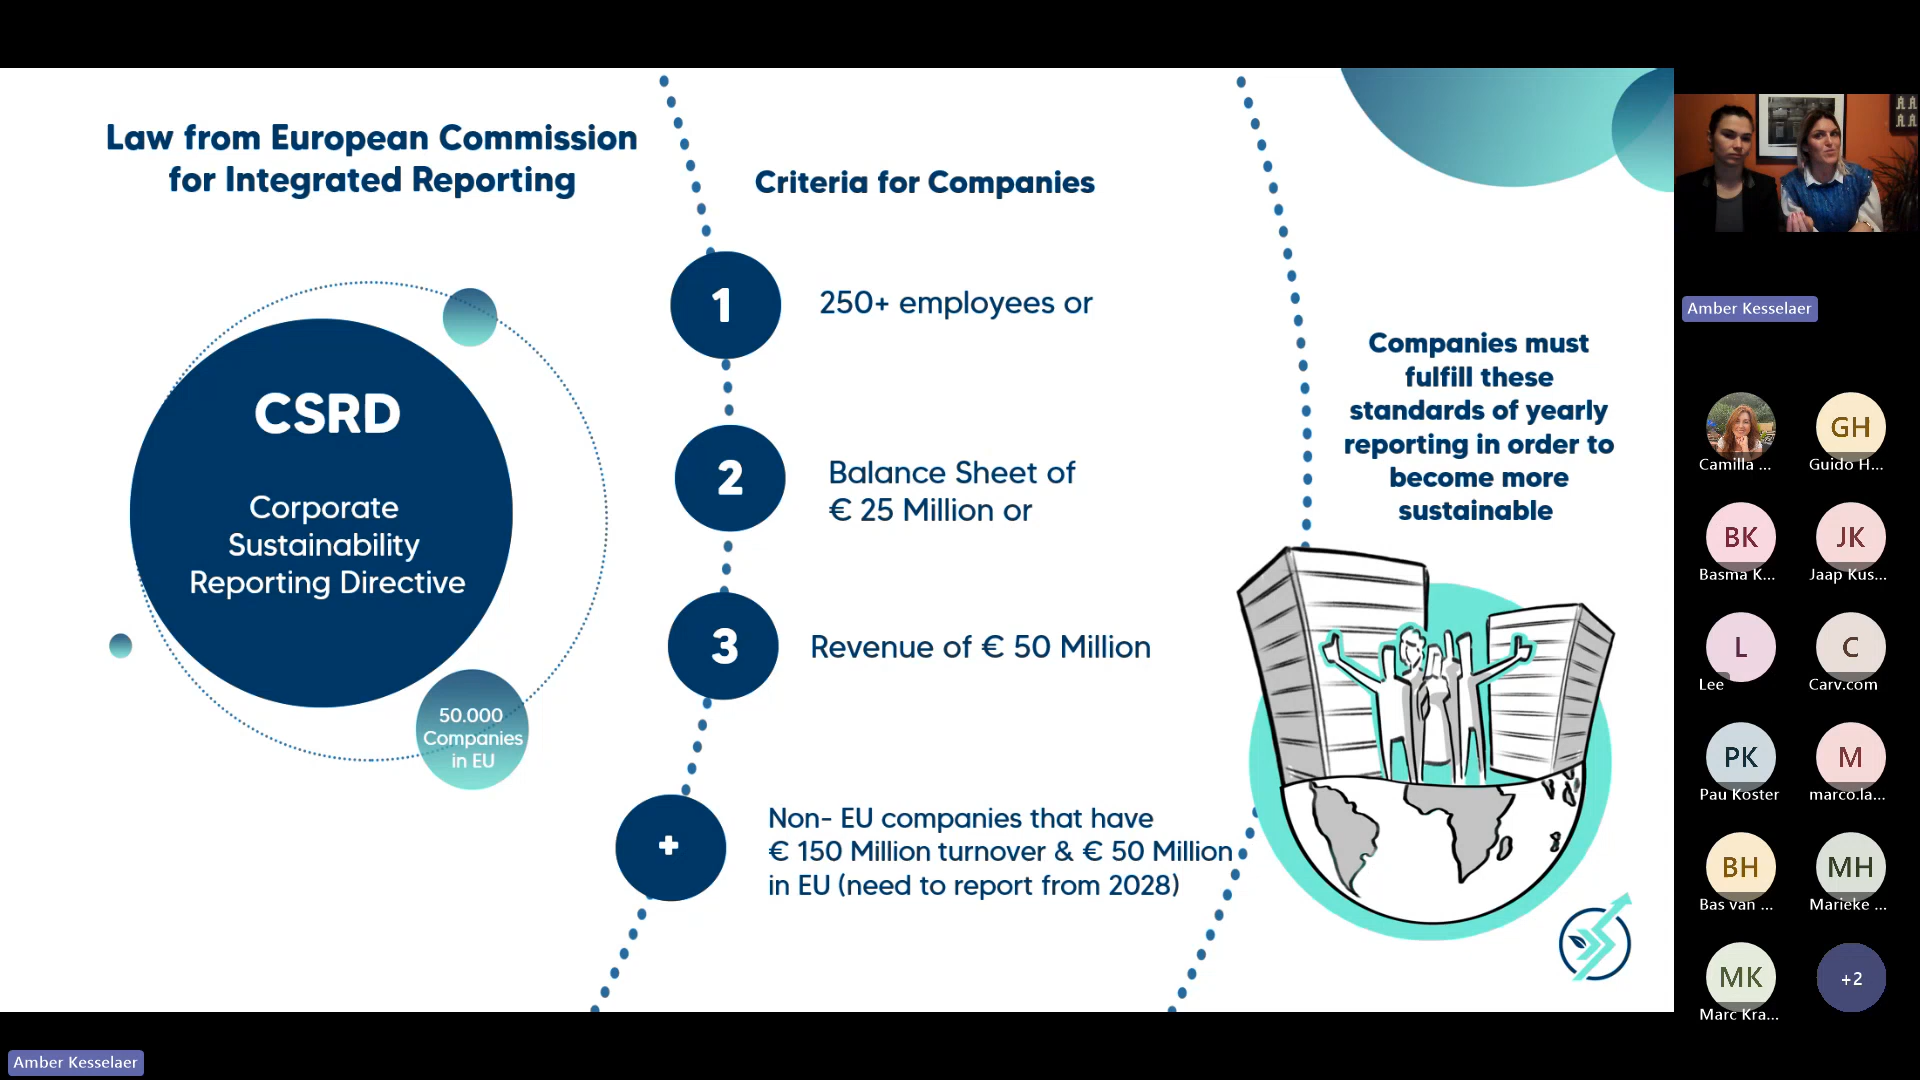 Law from European Commission
for Integrated Reporting
CSRD
Corporate
Sustainability
Reporting Directive
50.000
Companies
in EU
Criteria for Companies
1
250+ employees or
2
Balance Sheet of
€ 25 Million or
3
Revenue of € 50 Million
+
Non- EU companies that have
€ 150 Million turnover & € 50 Million
in EU (need to report from 2028)
Companies must
fulfill these
standards of yearly
reporting in order to
become more
sustainable
Amber Kesselaer
Camilla ...
GH
Guido H...
BK
Basma K...
JK
Jaap Kus...
L
Lee
C
Carv.com
PK
Pau Koster
M
marco.la...
BH
Bas van ...
MH
Marieke ...
MK
Marc Kra...
+2
Amber Kesselaer